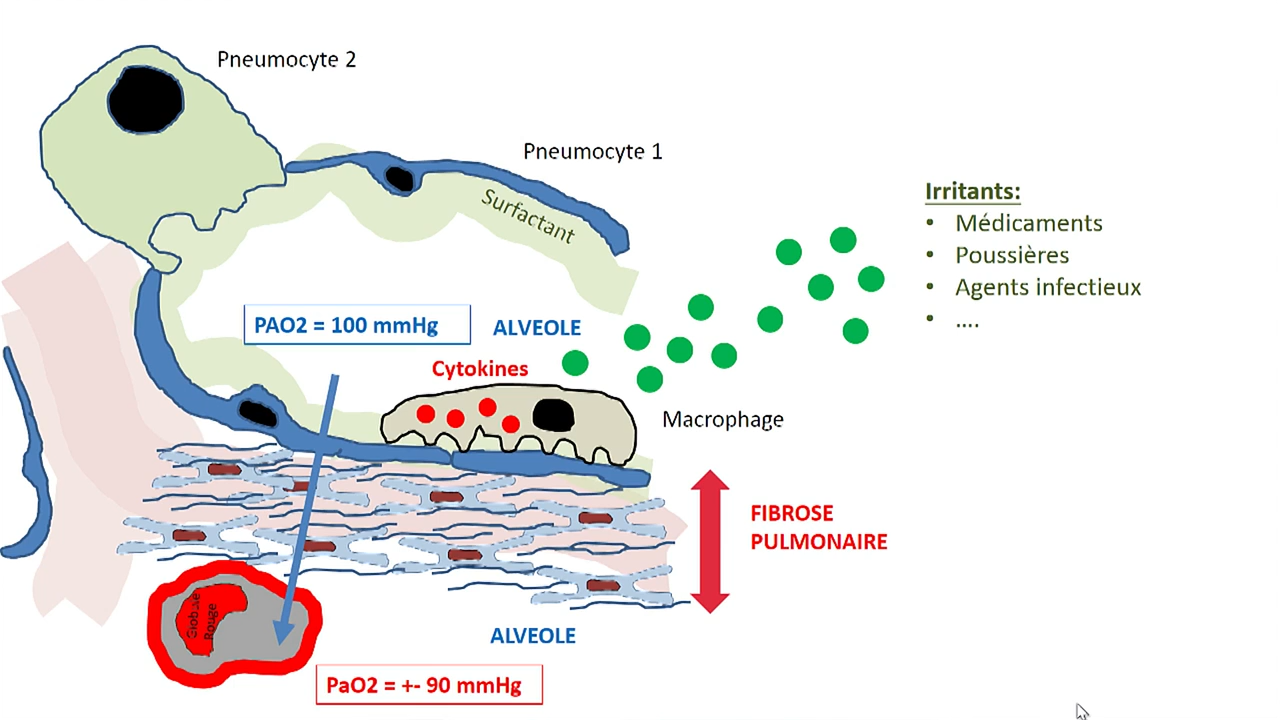 Pneumocyte 2
Pneumocyte 1
Surfactant
Irritants:
• Médicaments
• Poussières
• Agents infectieux
• ....
PAO2 = 100 mmHg
ALVEOLE
Cytokines
Macrophage
FIBROSE
PULMONAIRE
Globule
Rouge
ALVEOLE
PaO2 = +- 90 mmHg